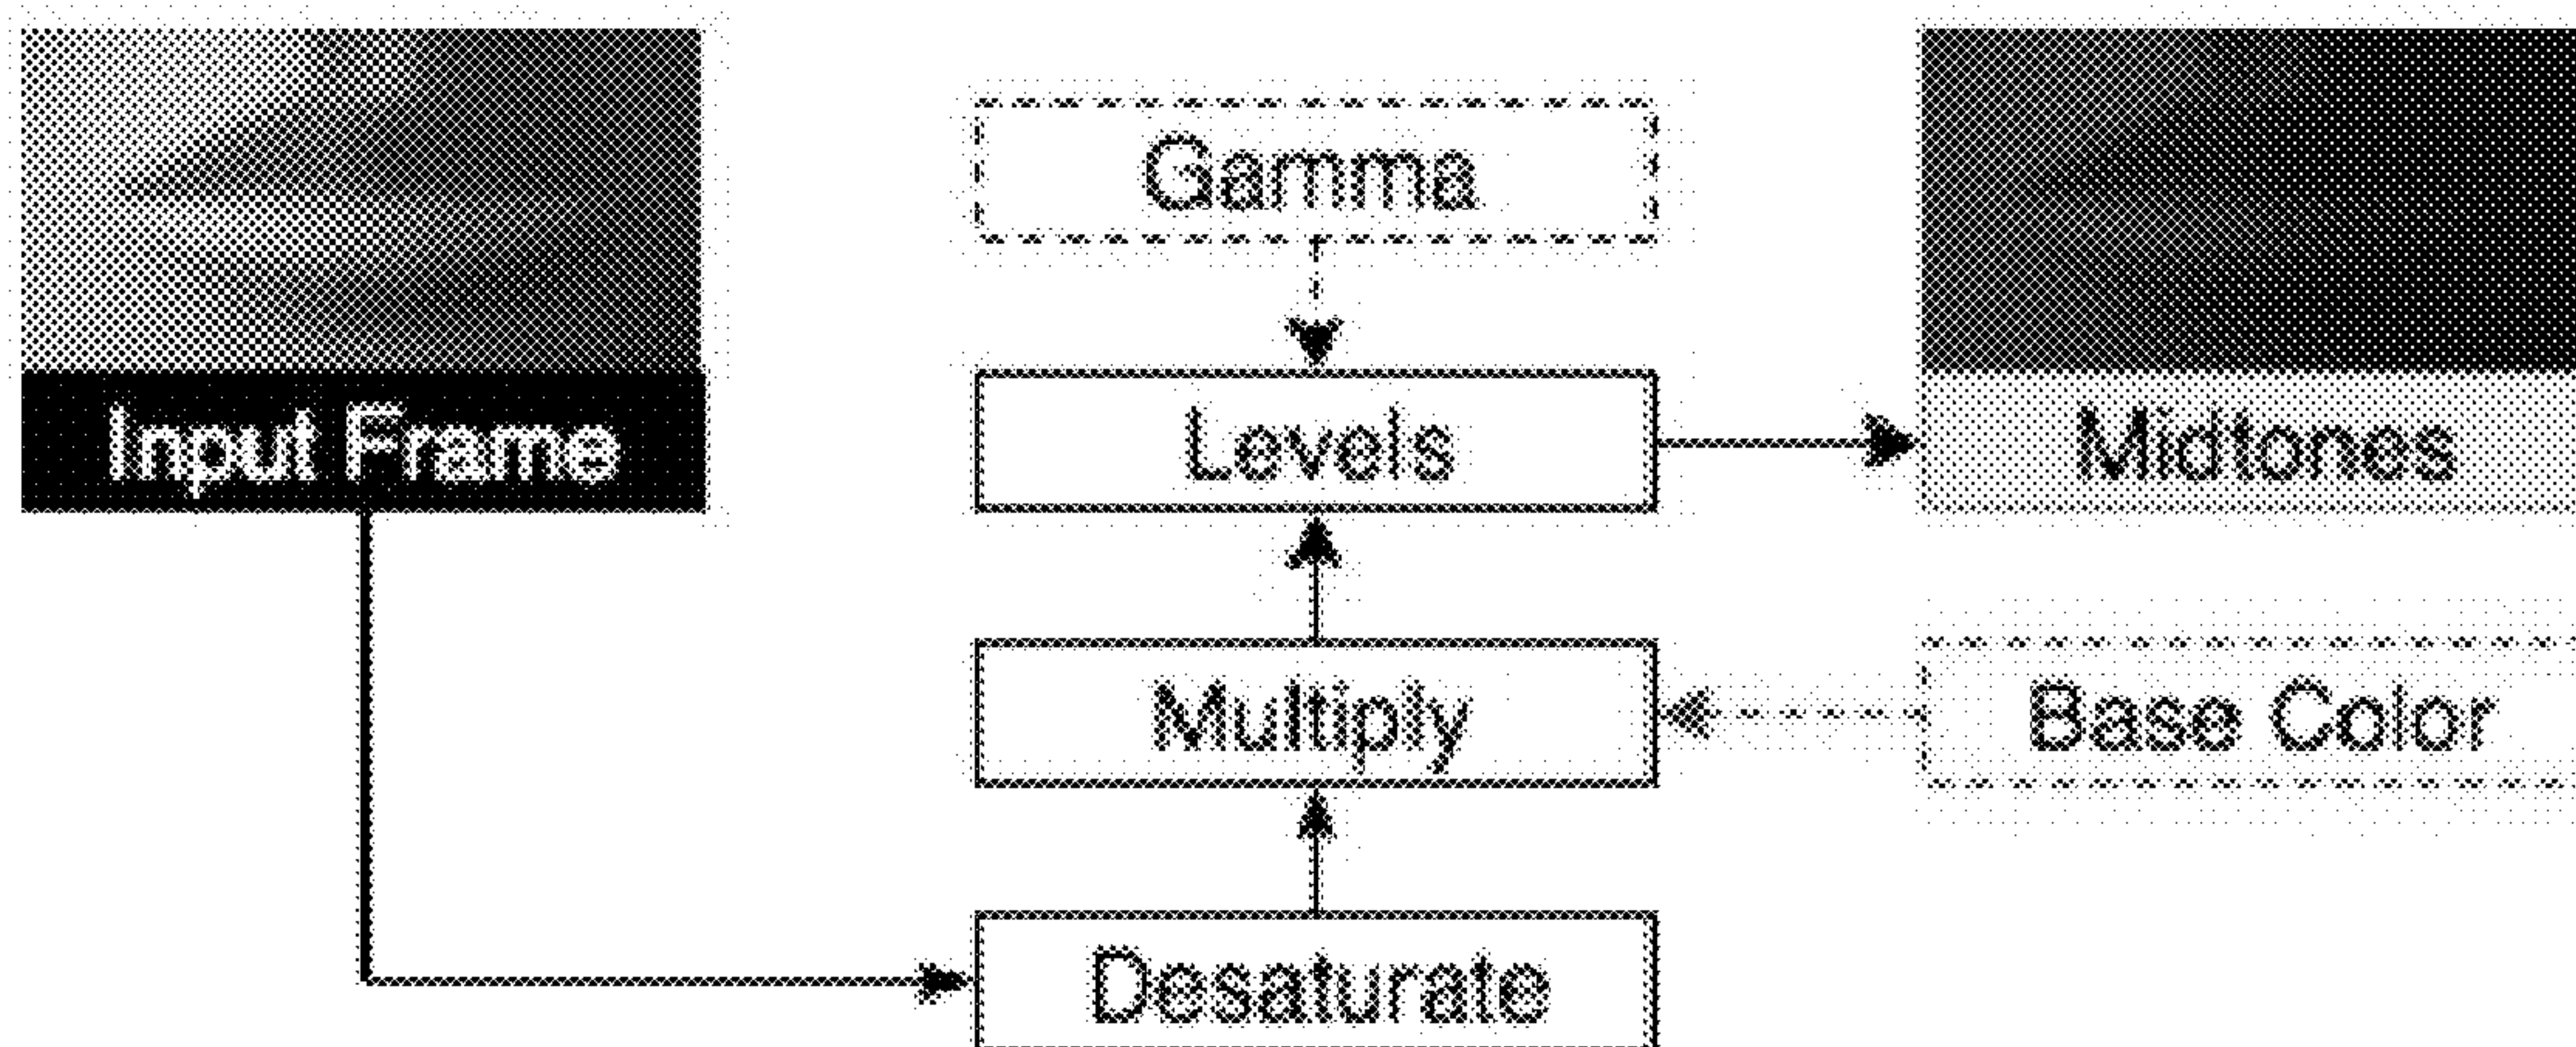 Gamma
Input Frame
Levels
Midtones
Multiply
Base Color
Desaturate